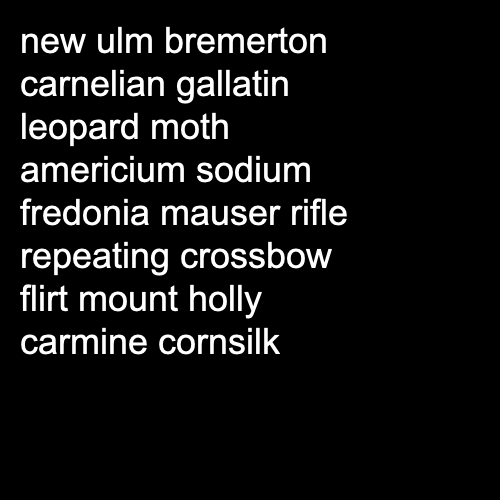 new ulm bremerton
carnelian gallatin
leopard moth
americium sodium
fredonia mauser rifle
repeating crossbow
flirt mount holly
carmine cornsilk